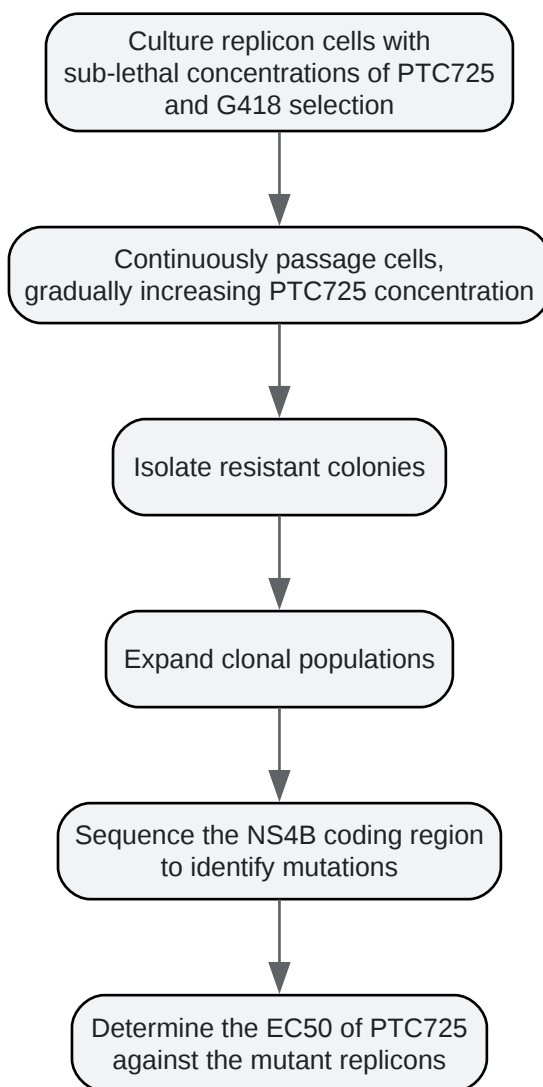 Culture replicon cells with
sub-lethal concentrations of PTC725
and G418 selection
Continuously passage cells,
gradually increasing PTC725 concentration
Isolate resistant colonies
Expand clonal populations
Sequence the NS4B coding region
to identify mutations
Determine the EC50 of PTC725
against the mutant replicons